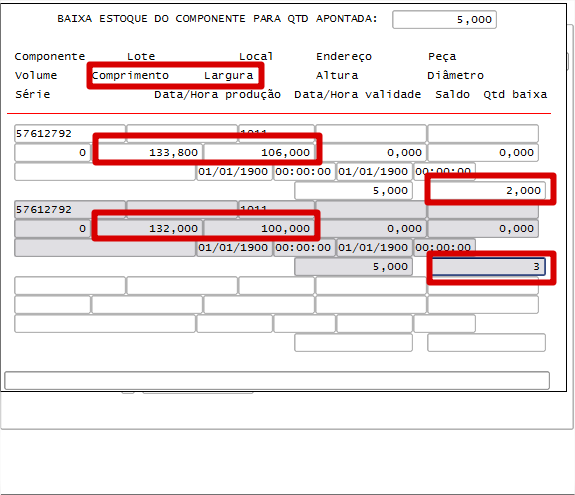 BAIXA ESTOQUE DO COMPONENTE PARA QTD APONTADA: 5,000
Componente Lote Local Endereço Peça
Volume Comprimento Largura Altura Diâmetro
Série Data/Hora produção Data/Hora validade Saldo Qtd baixa
57612792 1011
0 133,800 106,000 0,000 0,000
01/01/1900 00:00:00 01/01/1900 00:00:00
5,000 2,000
57612792 1011
0 132,000 100,000 0,000 0,000
01/01/1900 00:00:00 01/01/1900 00:00:00
5,000 3